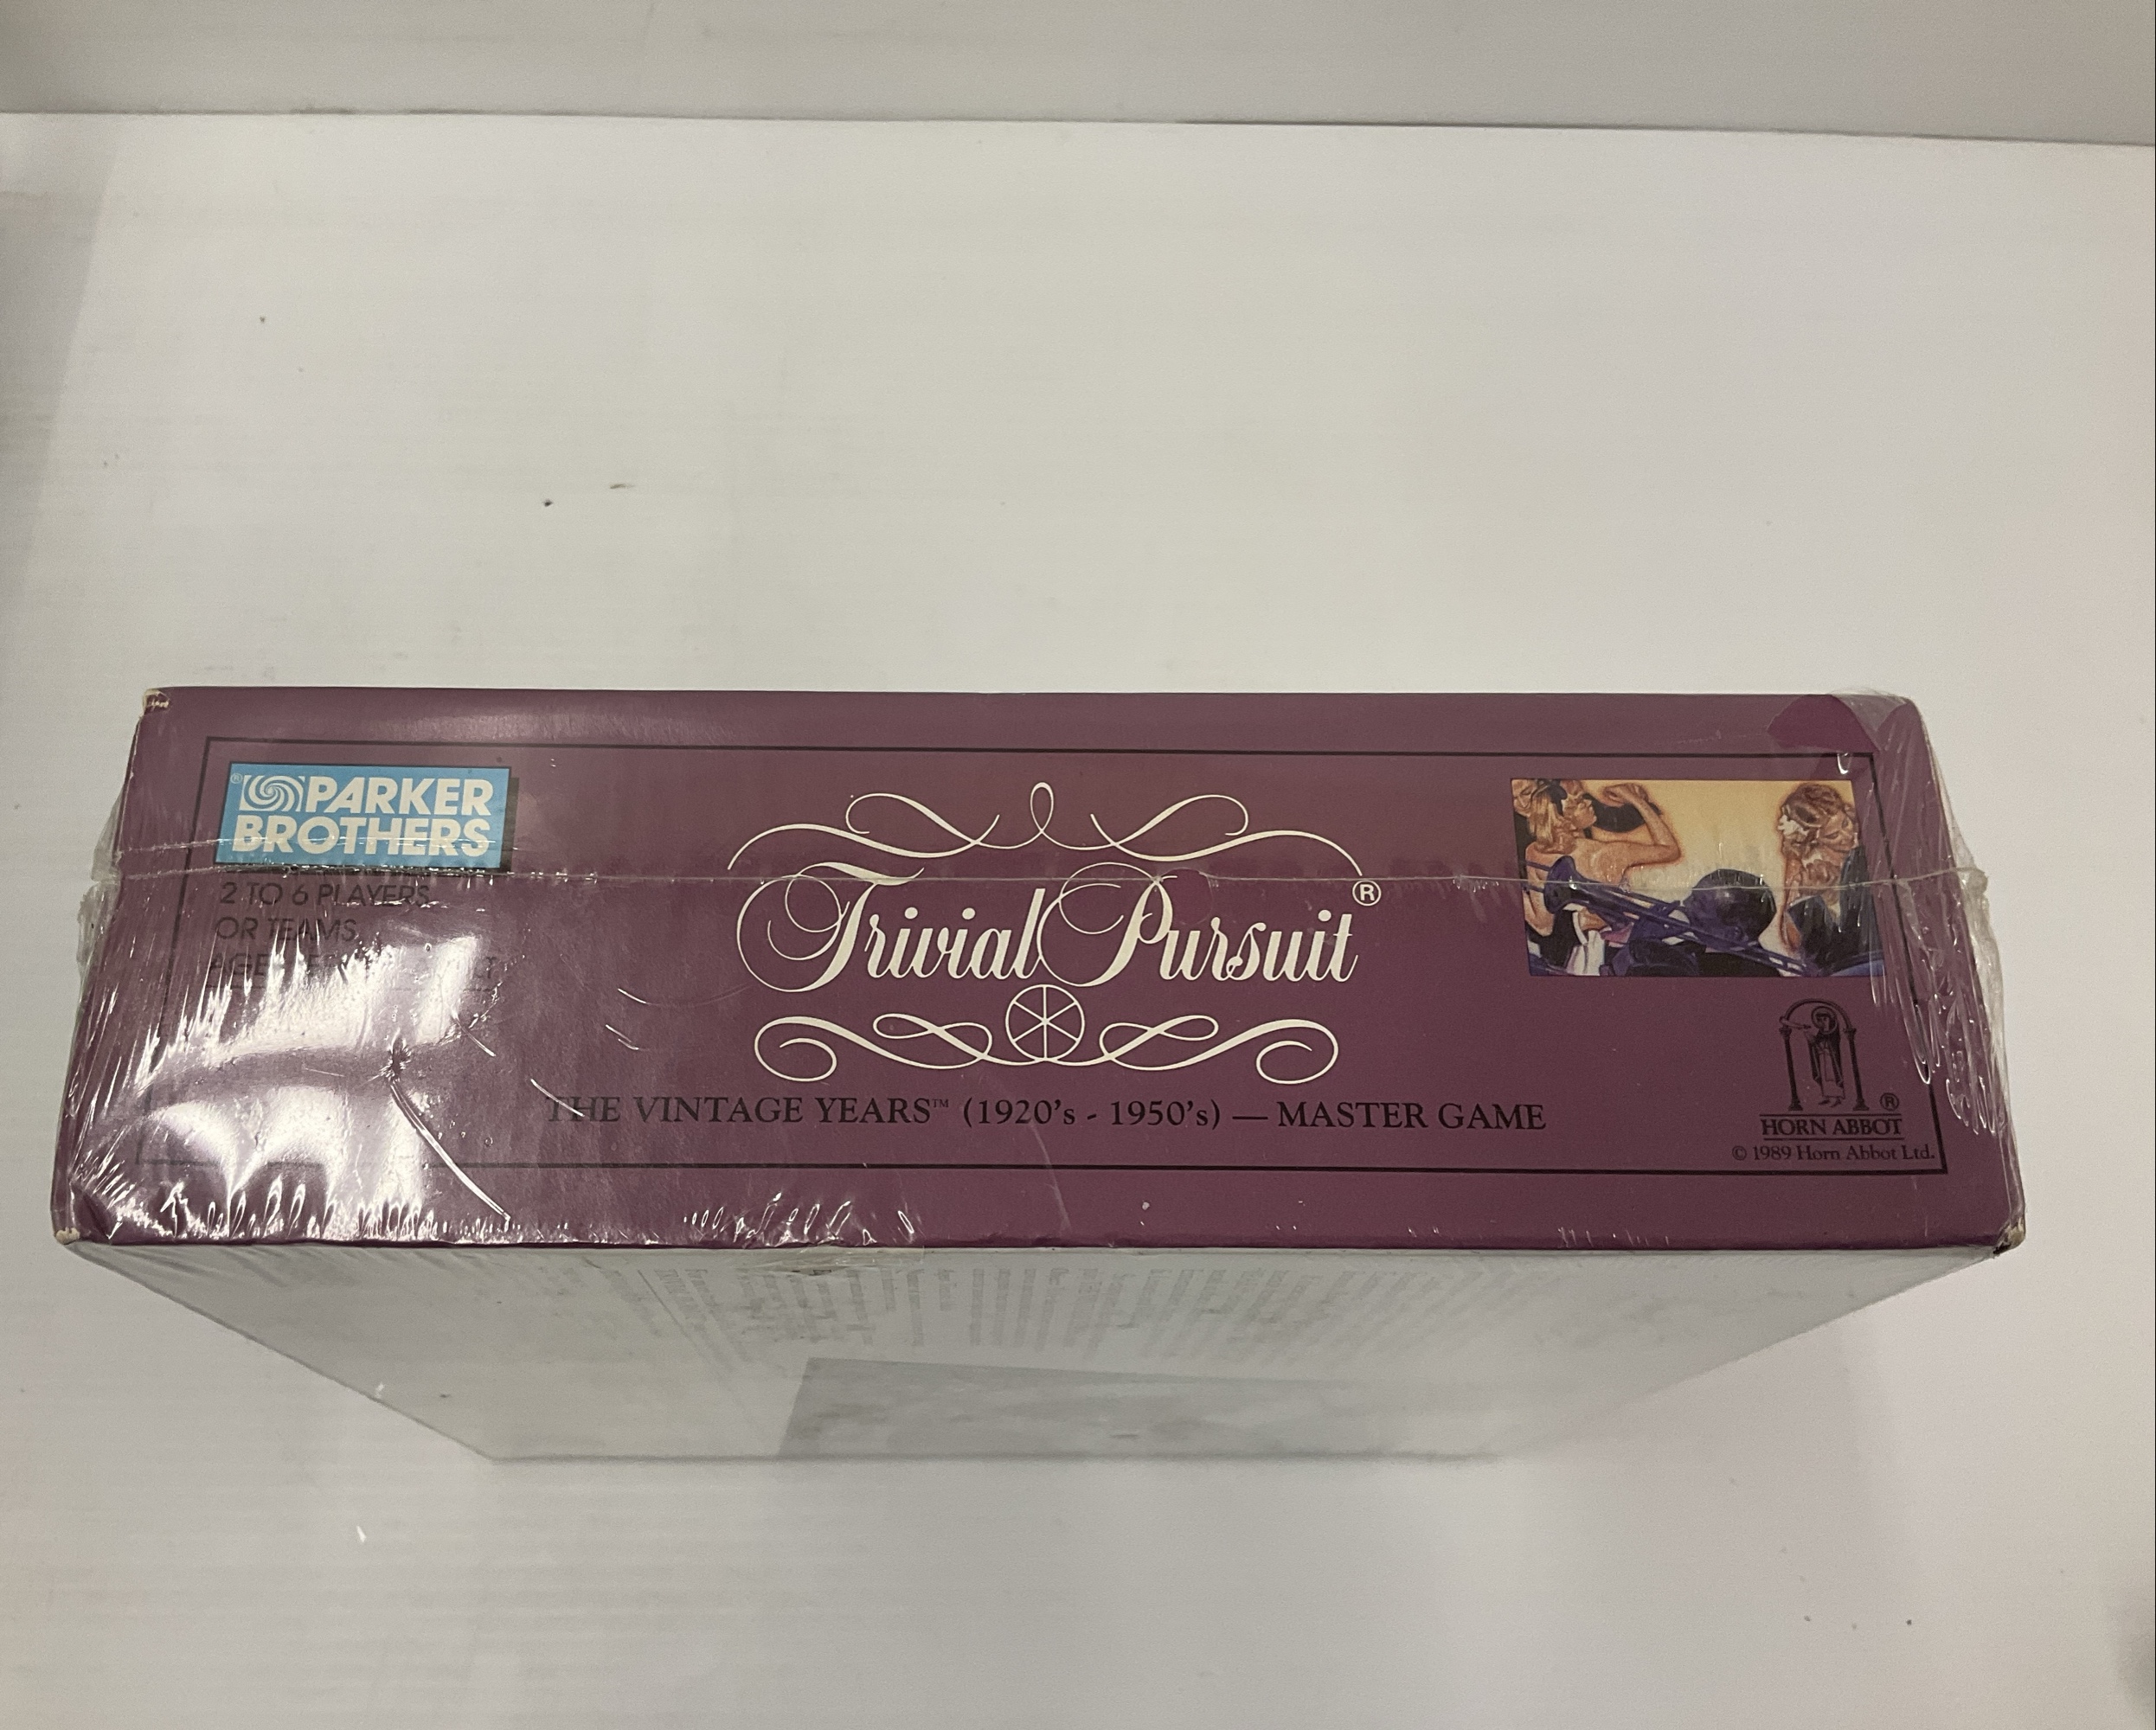 ® PARKER
BROTHERS
2 TO 6 PLAYERS
OR TEAMS
Trivial Pursuit®
THE VINTAGE YEARS™ (1920's - 1950's) — MASTER GAME
®
HORN ABBOT
© 1989 Horn Abbot Ltd.